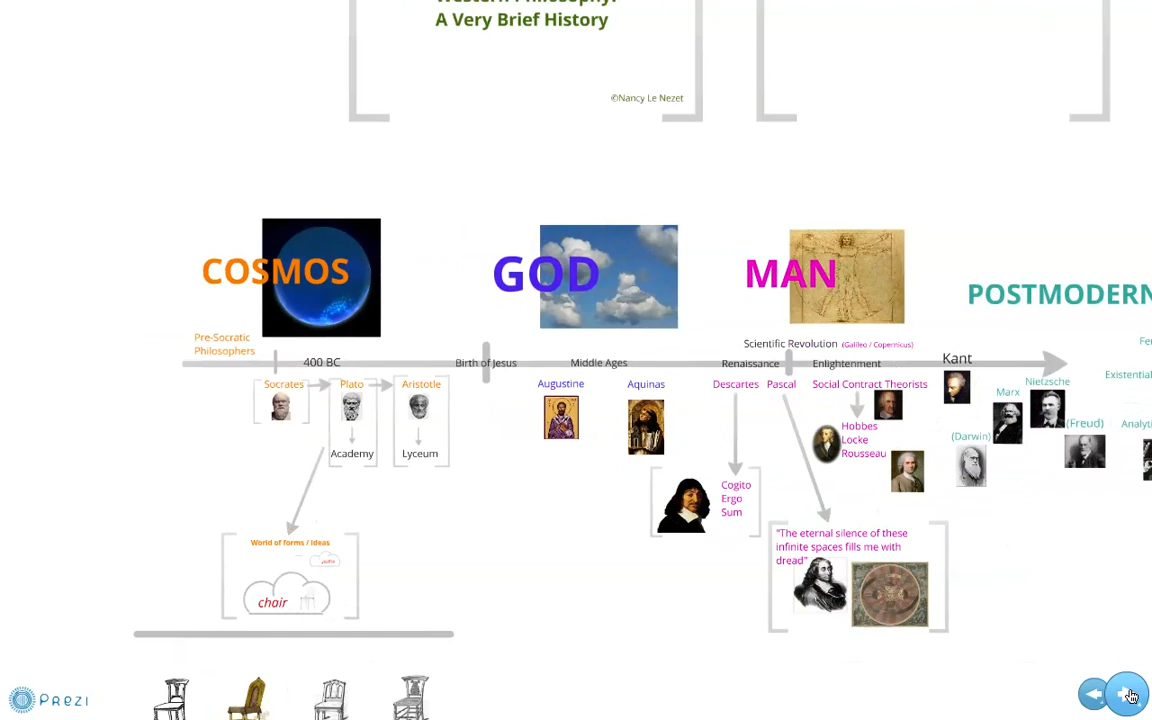 Western Philosophy:
A Very Brief History
©Nancy Le Nezet
COSMOS
GOD
MAN
POSTMODERN
Pre-Socratic
Philosophers
400 BC
Birth of Jesus
Middle Ages
Scientific Revolution (Galileo / Copernicus)
Renaissance
Enlightenment
Kant
Socrates
Plato
Aristotle
Augustine
Aquinas
Descartes
Pascal
Social Contract Theorists
Marx
Nietzsche
Existential
Hobbes
Locke
Rousseau
(Darwin)
(Freud)
Analyti
Academy
Lyceum
Cogito
Ergo
Sum
World of forms / Ideas
chair
"The eternal silence of these
infinite spaces fills me with
dread"
Prezi